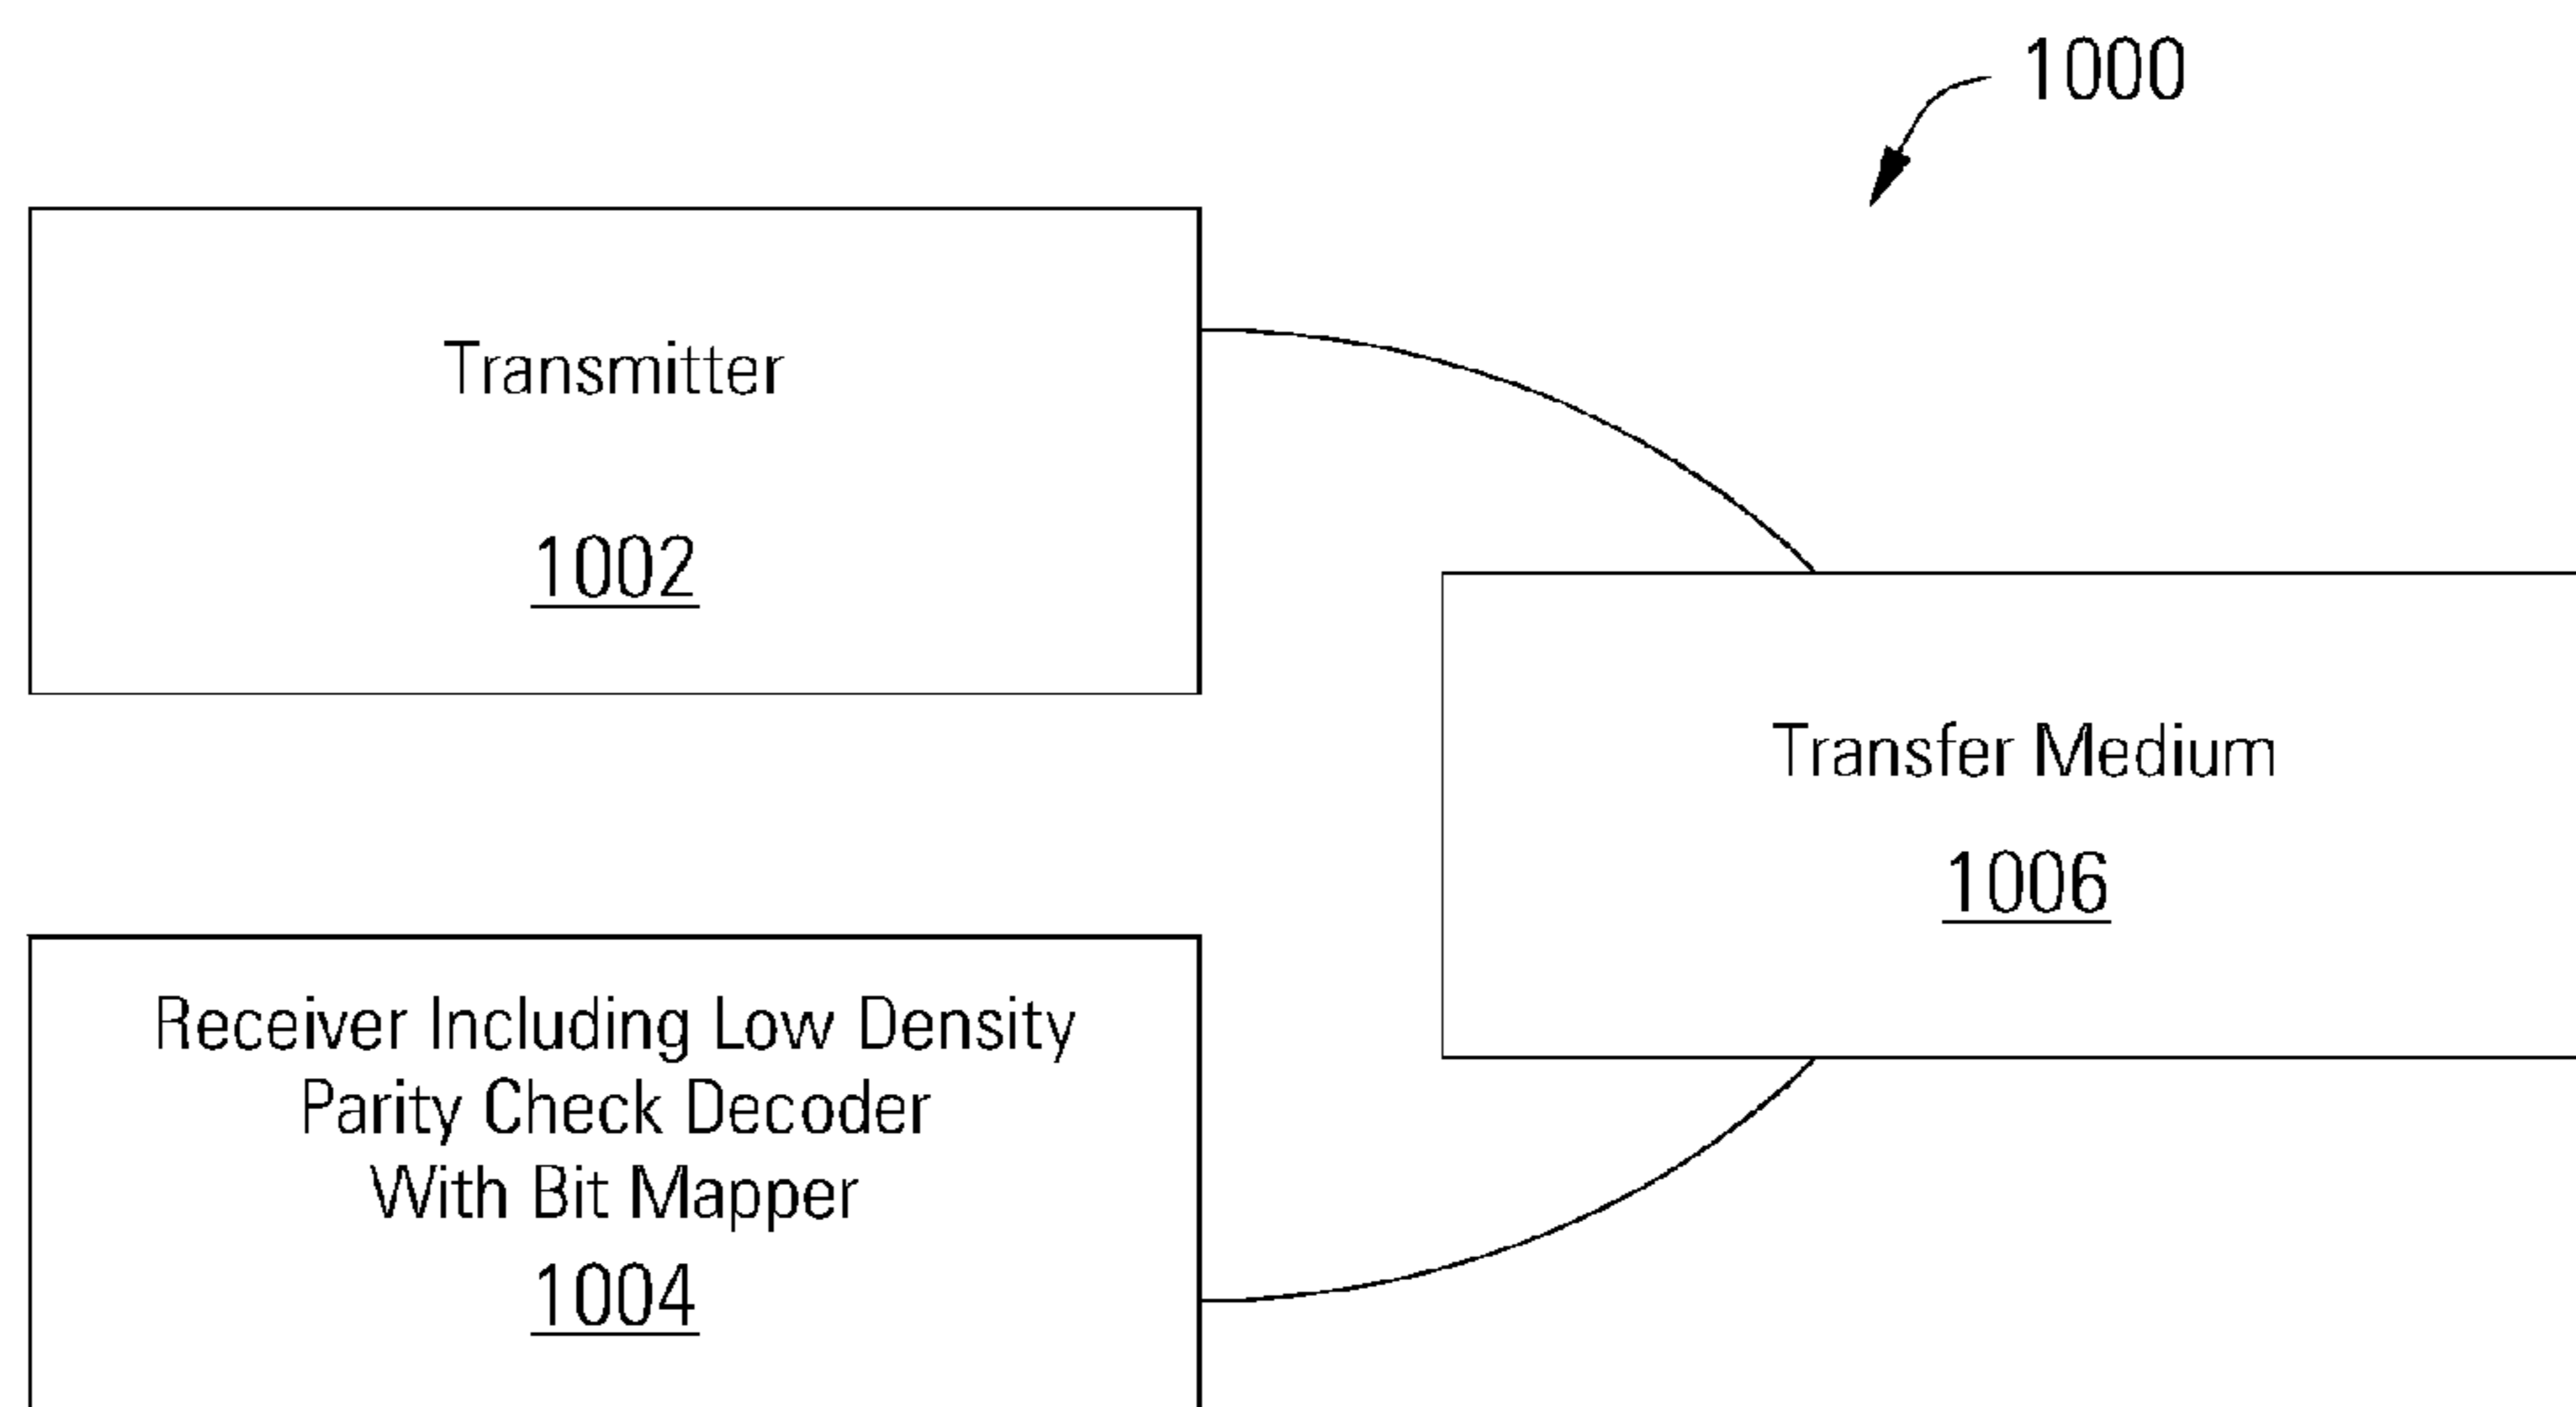 1000
Transmitter
1002
Transfer Medium
1006
Receiver Including Low Density
Parity Check Decoder
With Bit Mapper
1004